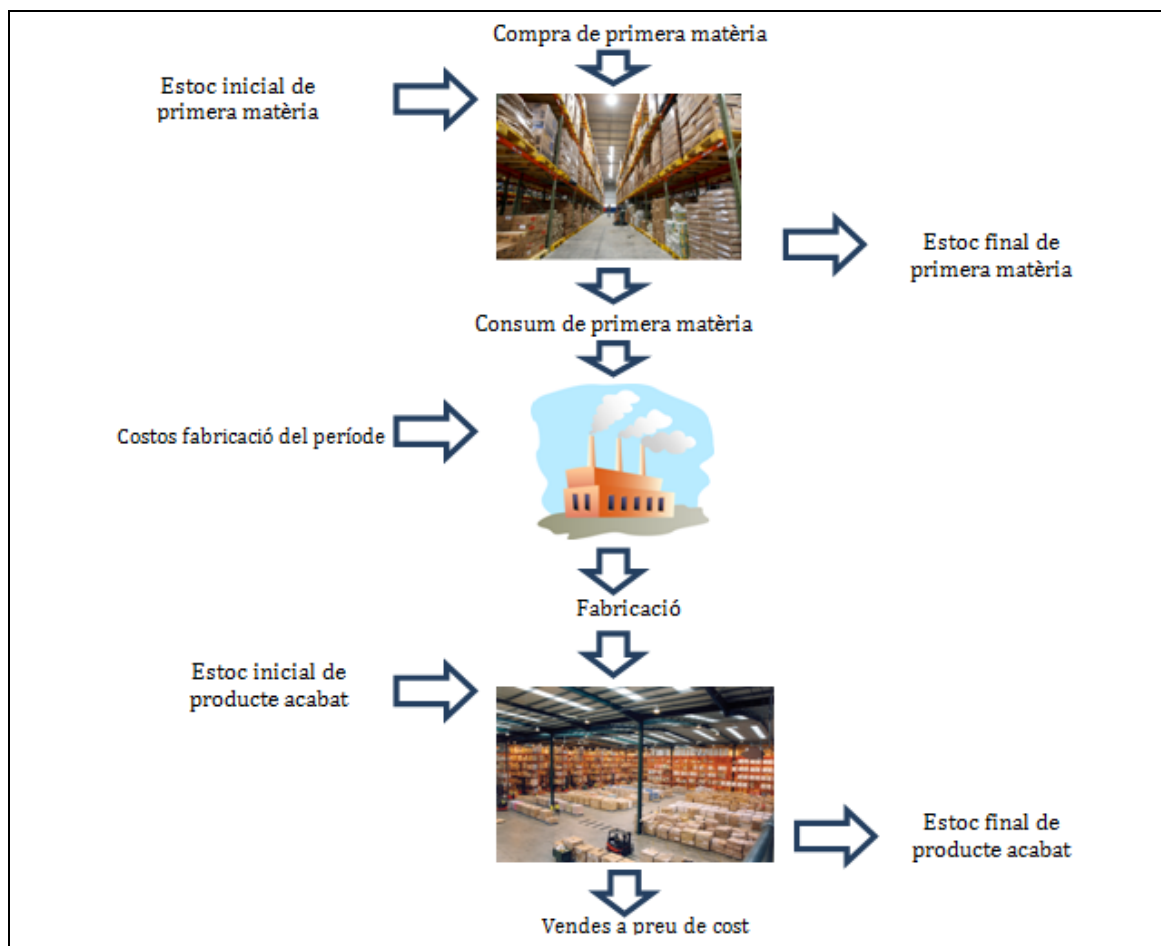 Compra de primera matèria
Estoc inicial de
primera matèria
Estoc final de
primera matèria
Consum de primera matèria
Costos fabricació del període
Fabricació
Estoc inicial de
producte acabat
Estoc final de
producte acabat
Vendes a preu de cost